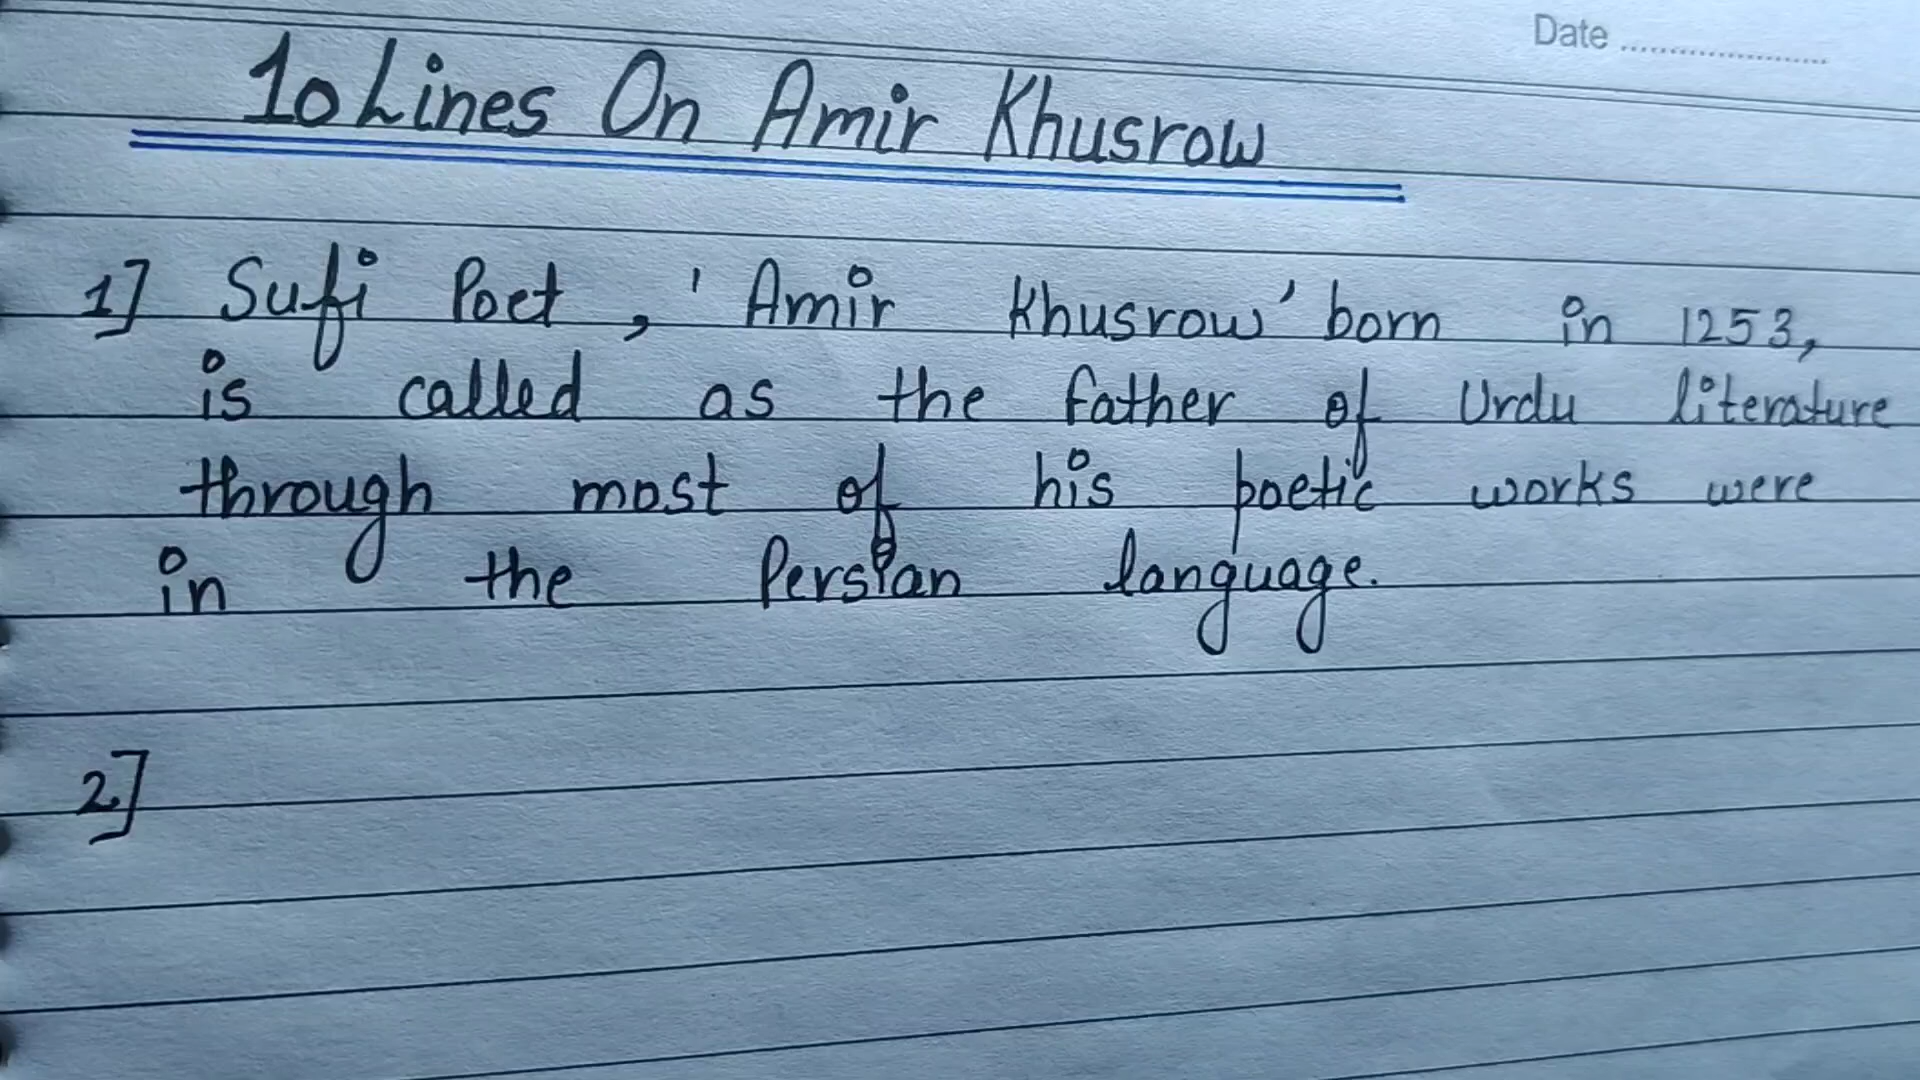 Date ....................
10 Lines On Amir Khusrow
1] Sufi Poet, 'Amir Khusrow' born in 1253,
is called as the father of Urdu literature
through most of his poetic works were
in the Persian language.
2]